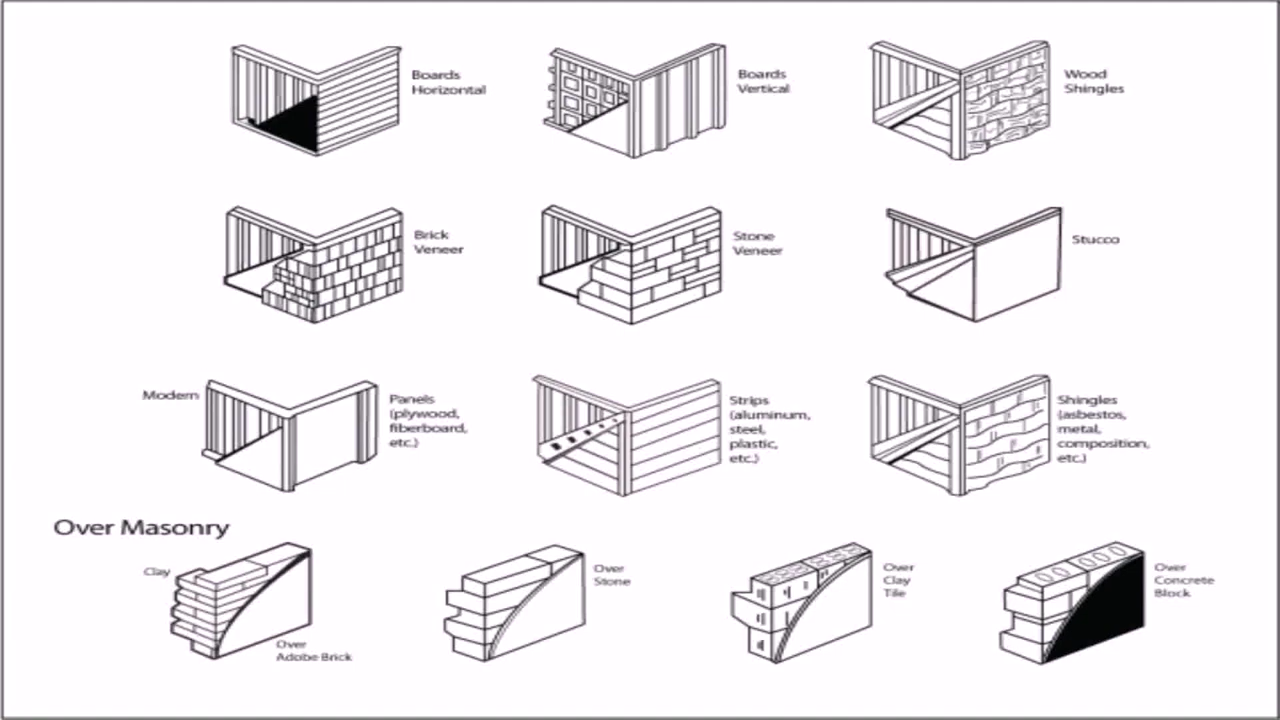 Boards
Horizontal
Boards
Vertical
Wood
Shingles
Brick
Veneer
Stone
Veneer
Stucco
Modern
Panels
(plywood,
fiberboard,
etc.)
Strips
(aluminum,
steel,
plastic,
etc.)
Shingles
(asbestos,
metal,
composition,
etc.)
Over Masonry
Clay
Over
Adobe Brick
Over
Stone
Over
Clay
Tile
Over
Concrete
Block